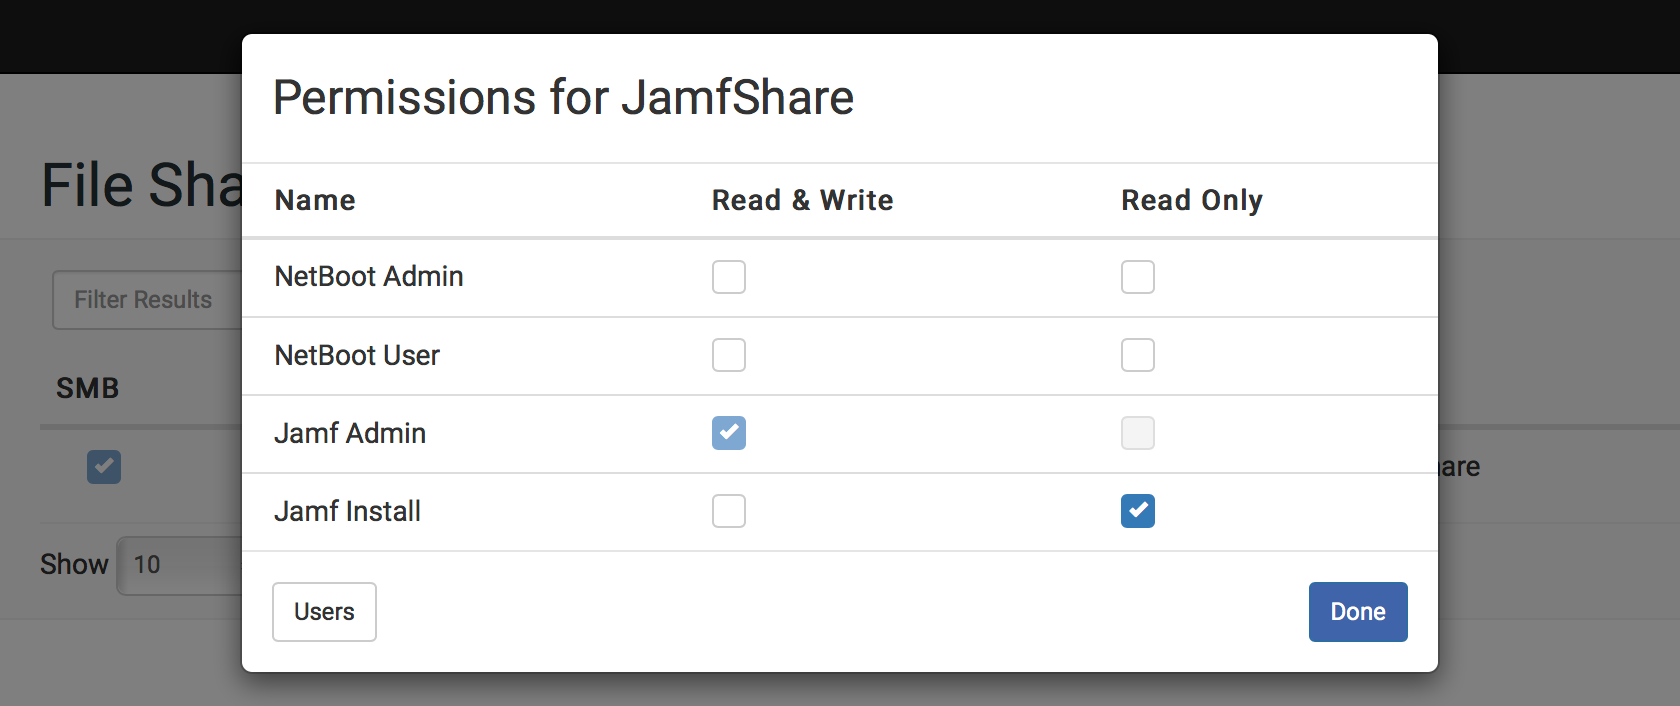 Permissions for JamfShare
File Sha
Name Read & Write Read Only
NetBoot Admin
Filter Results
NetBoot User
SMB
Jamf Admin
are
Jamf Install
Show 10
Users Done